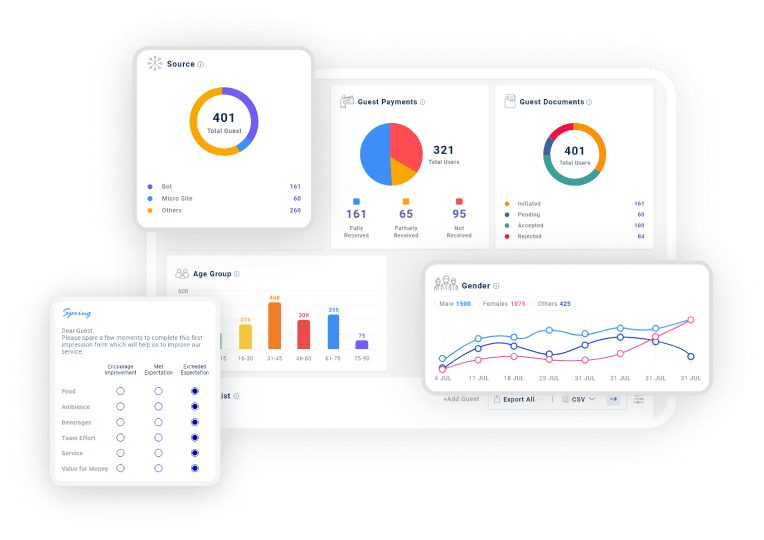 Source
401
Total Guest
Bot 161
Micro Site 60
Others 260
Guest Payments
321
Total Users
161 65 95
Fully Received
Partially Received
Not Received
Guest Documents
401
Total Users
Initiated 161
Pending 60
Accepted 180
Rejected 84
Age Group
600
275
450
300
335
75
15 16-30 31-45 46-60 61-75 75-90
Gender
Male 1500 Females 1075 Others 425
4 JUL 11 JUL 18 JUL 25 JUL 31 JUL 31 JUL 31 JUL 31 JUL
Spring
Dear Guest,
Please spare a few moments to complete this first
impression form which will help us to improve our
service.
Encourage Improvement
Met Expectation
Exceeded Expectation
Food
Ambience
Beverages
Team Effort
Service
Value for Money
ist
+Add Guest Export All CSV